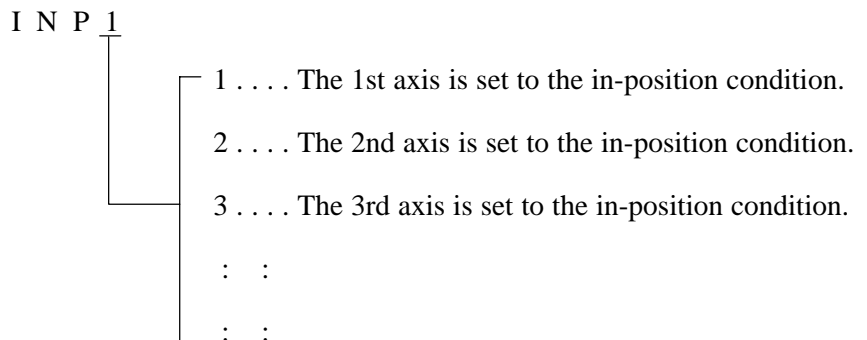 I N P 1
1 . . . . The 1st axis is set to the in-position condition.
2 . . . . The 2nd axis is set to the in-position condition.
3 . . . . The 3rd axis is set to the in-position condition.
: :
: :